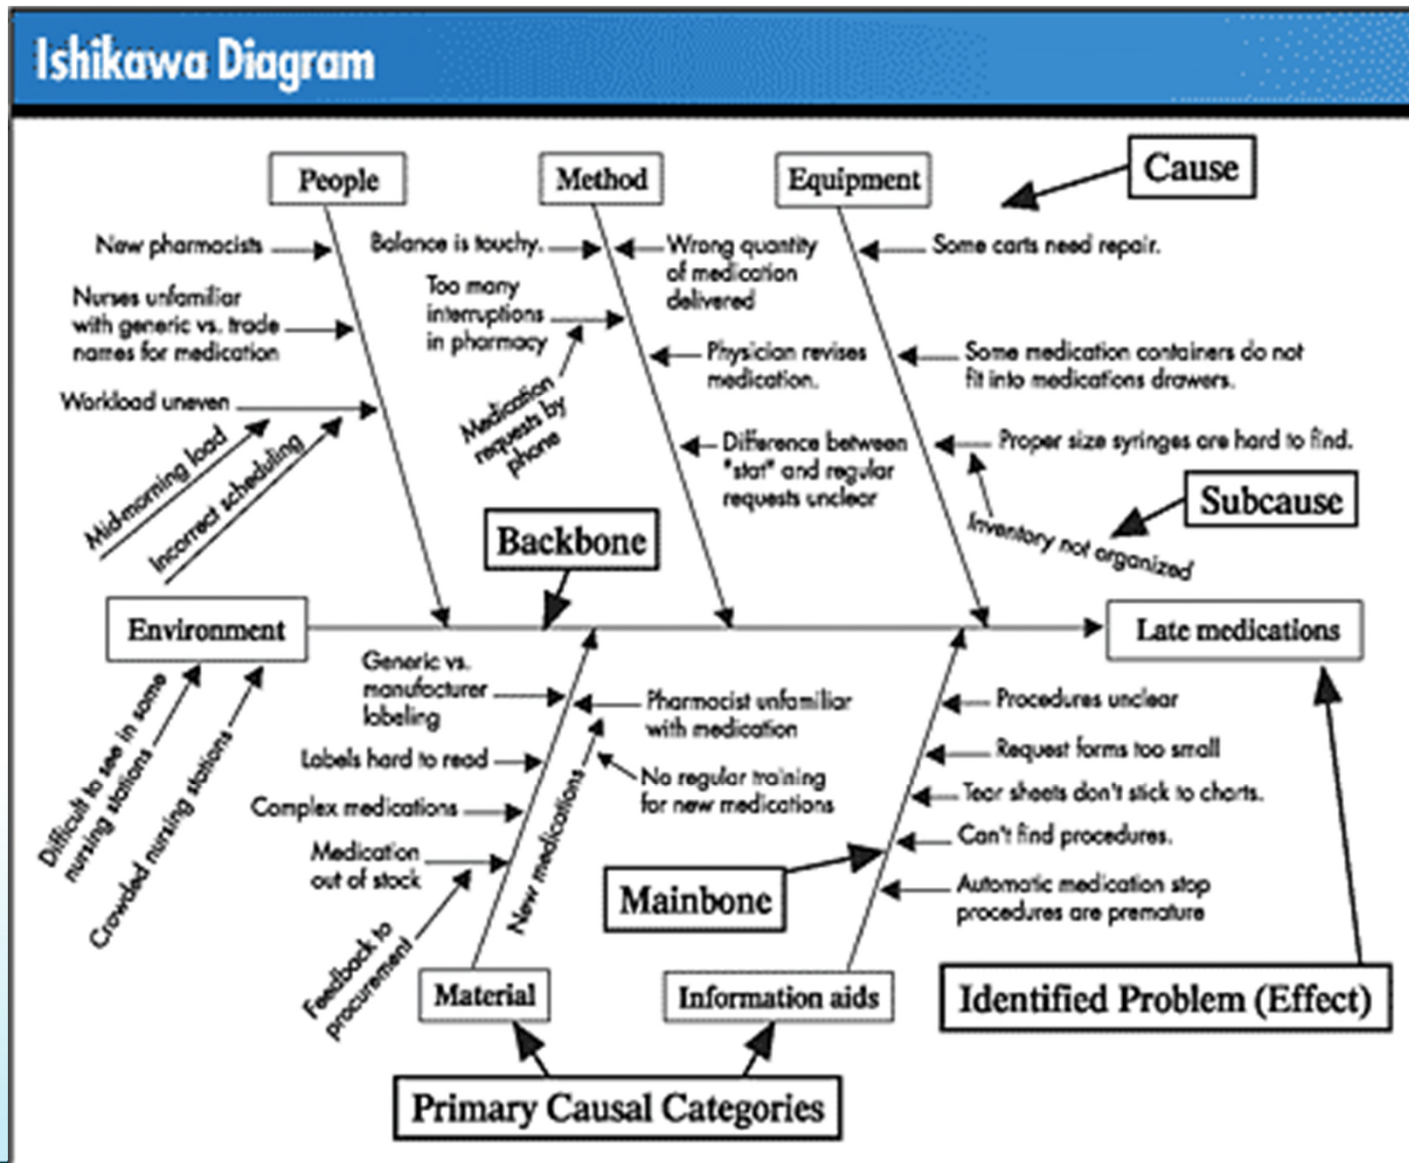 Ishikawa Diagram
People
Method
Equipment
Cause
New pharmacists
Nurses unfamiliar
with generic vs. trade
names for medication
Workload uneven
Mid-morning load
Incorrect scheduling
Balance is touchy.
Too many
interruptions
in pharmacy
Medication
requests by
phone
Wrong quantity
of medication
delivered
Physician revises
medication.
Difference between
"stat" and regular
requests unclear
Some carts need repair.
Some medication containers do not
fit into medications drawers.
Proper size syringes are hard to find.
Inventory not organized
Subcause
Backbone
Environment
Late medications
Difficult to see in some
nursing stations
Crowded nursing stations
Generic vs.
manufacturer
labeling
Labels hard to read
Complex medications
Medication
out of stock
Feedback to
procurement
Pharmacist unfamiliar
with medication
New medications
No regular training
for new medications
Procedures unclear
Request forms too small
Tear sheets don't stick to charts.
Can't find procedures.
Automatic medication stop
procedures are premature
Mainbone
Material
Information aids
Identified Problem (Effect)
Primary Causal Categories